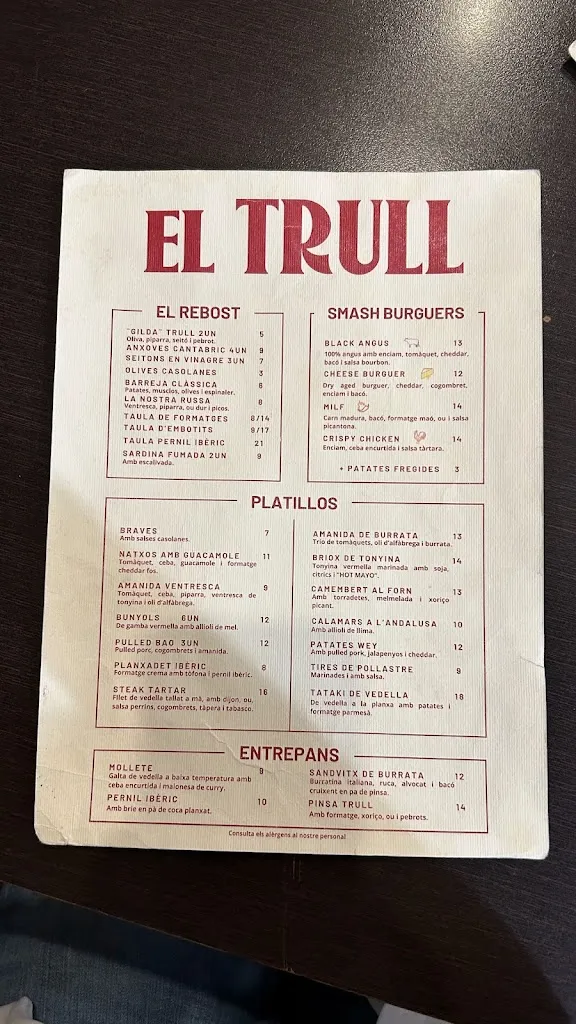 EL TRULL
EL REBOST
"GILDA" TRULL 2UN 5
Oliva, piparra, seitó i pebrot.
ANXOVES CANTABRIC 4UN 9
SEITONS EN VINAGRE 3UN 7
OLIVES CASOLANES 3
BARREJA CLÀSSICA 6
Patates, musclos, olives i espinaler.
LA NOSTRA RUSSA 8
Ventresca, piparra, ou dur i picos.
TAULA DE FORMATGES 8/14
TAULA D'EMBOTITS 9/17
TAULA PERNIL IBÈRIC 21
SARDINA FUMADA 2UN 9
Amb escalivada.
SMASH BURGUERS
BLACK ANGUS 13
100% angus amb enciam, tomàquet, cheddar,
bacó i salsa bourbon.
CHEESE BURGUER 12
Dry aged burguer, cheddar, cogombret,
enciam i bacó.
MILF 14
Carn madura, bacó, formatge maó, ou i salsa
picantona.
CRISPY CHICKEN 14
Enciam, ceba encurtida i salsa tàrtara.
+ PATATES FREGIDES 3
PLATILLOS
BRAVES 7
Amb salses casolanes.
NATXOS AMB GUACAMOLE 11
Tomàquet, ceba, guacamole i formatge
cheddar fos.
AMANIDA VENTRESCA 9
Tomàquet, ceba, piparra, ventresca de
tonyina i oli d'alfàbrega.
BUNYOLS 6UN 12
De gamba vermella amb allioli de mel.
PULLED BAO 3UN 12
Pulled porc, cogombrets i amanida.
PLANXADET IBÈRIC 8
Formatge crema amb tòfona i pernil ibèric.
STEAK TARTAR 16
Filet de vedella tallat a mà, amb dijon, ou,
salsa perrins, cogombrets, tàpera i tabasco.
AMANIDA DE BURRATA 13
Trio de tomàquets, oli d'alfàbrega i burrata.
BRIOX DE TONYINA 14
Tonyina vermella marinada amb soja,
citrics i "HOT MAYO".
CAMEMBERT AL FORN 13
Amb torradetes, melmelada i xoriço
picant.
CALAMARS A L'ANDALUSA 10
Amb allioli de llima.
PATATES WEY 12
Amb pulled pork, jalapenyos i cheddar.
TIRES DE POLLASTRE 9
Marinades i amb salsa.
TATAKI DE VEDELLA 18
De vedella a la planxa amb patates i
formatge parmesà.
ENTREPANS
MOLLETE 9
Galta de vedella a baixa temperatura amb
ceba encurtida i maionesa de curry.
PERNIL IBÈRIC 10
Amb brie en pà de coca planxat.
SANDVITX DE BURRATA 12
Burratina italiana, ruca, alvocat i bacó
cruixent en pa de pinsa.
PINSA TRULL 14
Amb formatge, xoriço, ou i pebrots.
Consulta els alèrgens al nostre personal